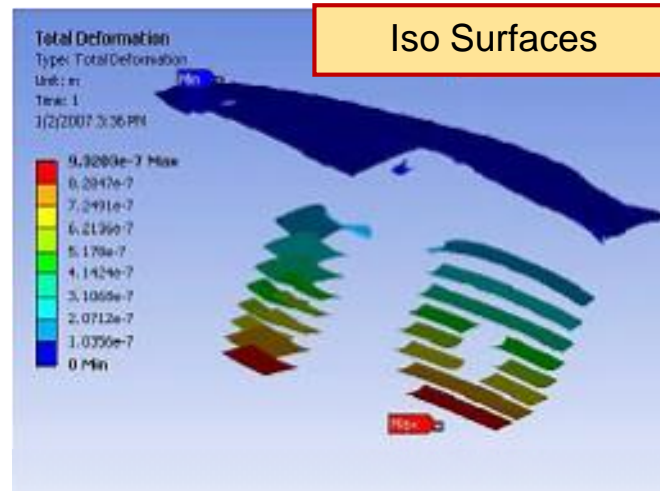 Iso Surfaces
Total Deformation
Type: Total Deformation
Unit: m
Time: 1
1/2/2007 3:36 PM
Min
9.3203e-7 Max
8.2847e-7
7.2491e-7
6.2136e-7
5.178e-7
4.1424e-7
3.1068e-7
2.0712e-7
1.0356e-7
0 Min
Max